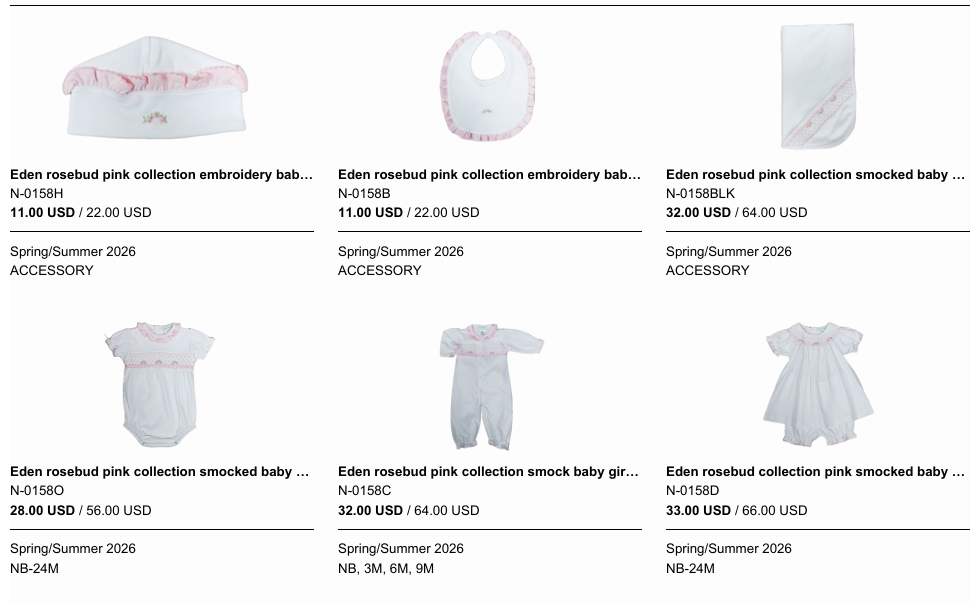 Eden rosebud pink collection embroidery bab...
N-0158H
11.00 USD / 22.00 USD
Spring/Summer 2026
ACCESSORY
Eden rosebud pink collection embroidery bab...
N-0158B
11.00 USD / 22.00 USD
Spring/Summer 2026
ACCESSORY
Eden rosebud pink collection smocked baby ...
N-0158BLK
32.00 USD / 64.00 USD
Spring/Summer 2026
ACCESSORY
Eden rosebud pink collection smocked baby ...
N-0158O
28.00 USD / 56.00 USD
Spring/Summer 2026
NB-24M
Eden rosebud pink collection smock baby gir...
N-0158C
32.00 USD / 64.00 USD
Spring/Summer 2026
NB, 3M, 6M, 9M
Eden rosebud collection pink smocked baby ...
N-0158D
33.00 USD / 66.00 USD
Spring/Summer 2026
NB-24M